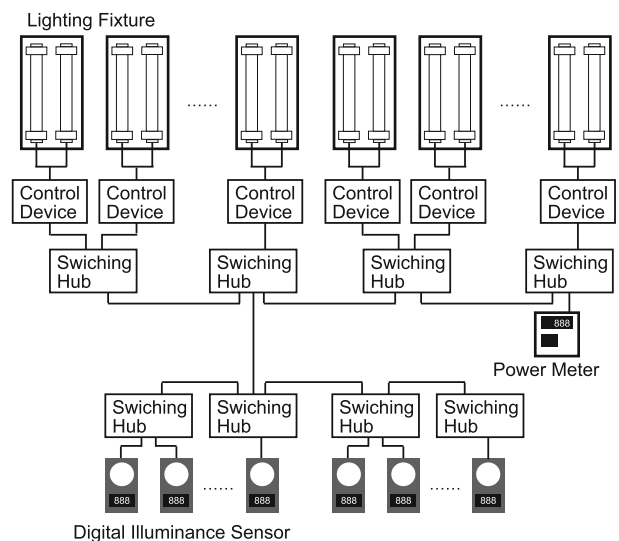 Lighting Fixture
......
......
Control
Device
Control
Device
Control
Device
Control
Device
Control
Device
Control
Device
Swiching
Hub
Swiching
Hub
Swiching
Hub
Swiching
Hub
888
Power Meter
Swiching
Hub
Swiching
Hub
Swiching
Hub
Swiching
Hub
888
888
......
888
888
888
......
888
Digital Illuminance Sensor